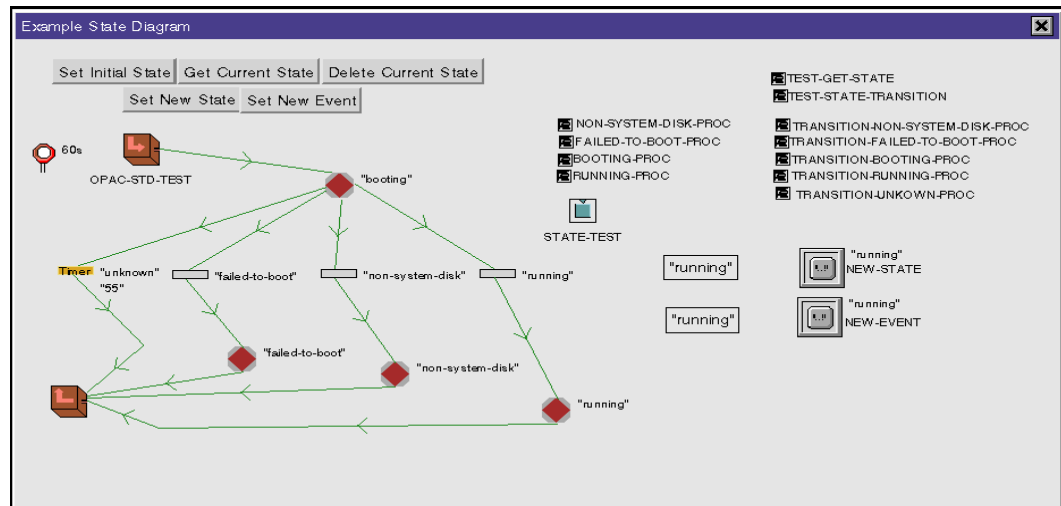 Example State Diagram
Set Initial State Get Current State Delete Current State
Set New State Set New Event
TEST-GET-STATE
TEST-STATE-TRANSITION
NON-SYSTEM-DISK-PROC
FAILED-TO-BOOT-PROC
BOOTING-PROC
RUNNING-PROC
TRANSITION-NON-SYSTEM-DISK-PROC
TRANSITION-FAILED-TO-BOOT-PROC
TRANSITION-BOOTING-PROC
TRANSITION-RUNNING-PROC
TRANSITION-UNKOWN-PROC
60s
OPAC-STD-TEST
"booting"
STATE-TEST
Timer "unknown"
"55"
"failed-to-boot"
"non-system-disk"
"running"
"running"
"running"
NEW-STATE
"running"
"running"
NEW-EVENT
"failed-to-boot"
"non-system-disk"
"running"